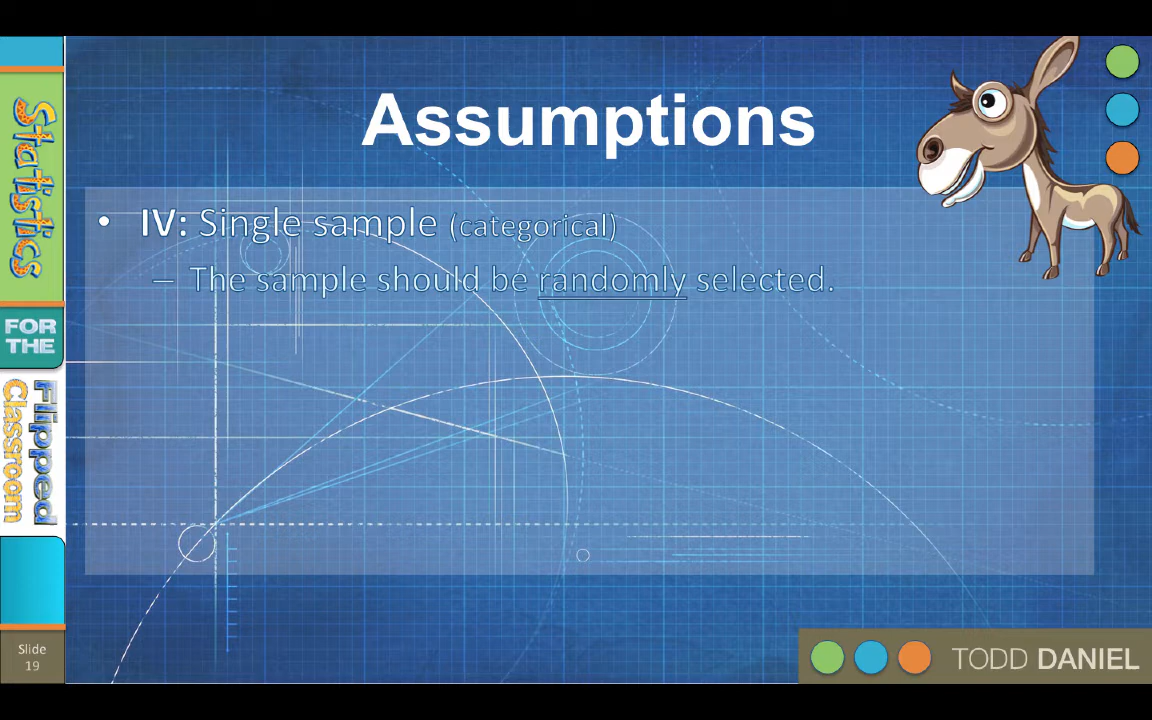 Assumptions
• IV: Single sample (categorical)
– The sample should be randomly selected.
Statistics
FOR
THE
Flipped
Classroom
Slide
19
TODD DANIEL